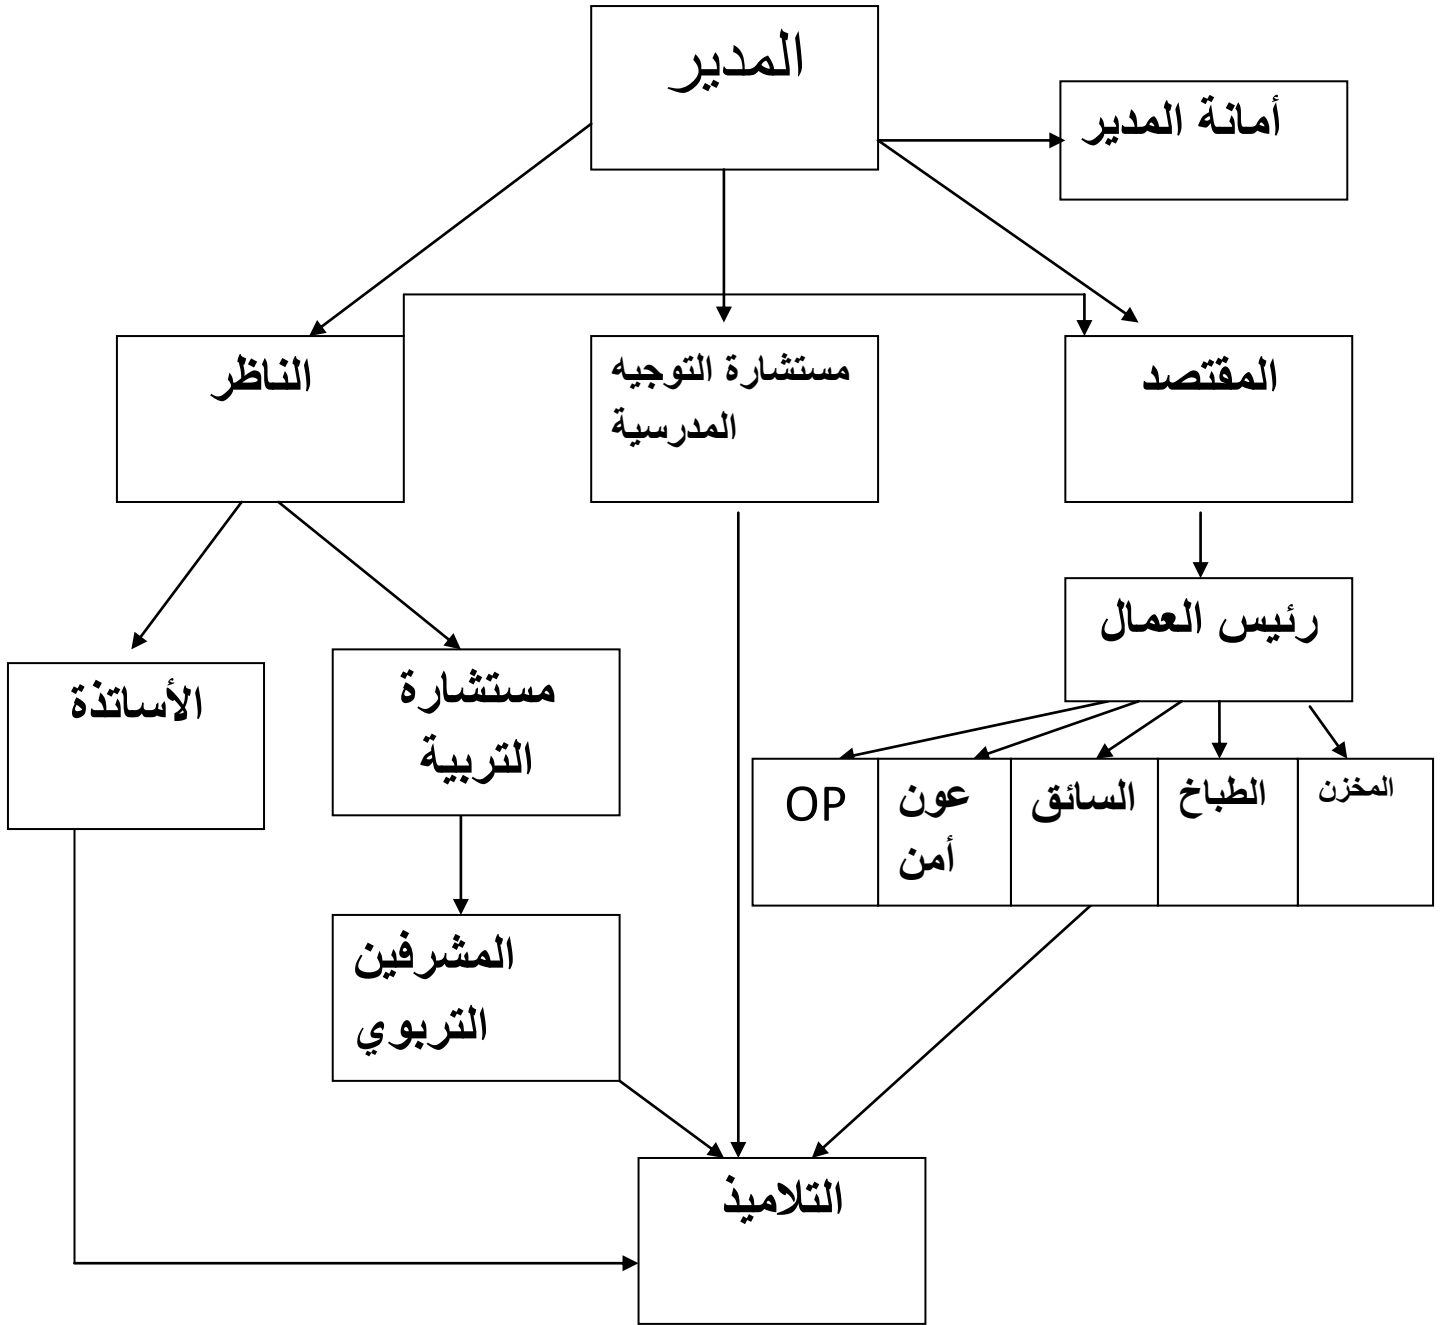 المدير
أمانة المدير
المقتصد
مستشارة التوجيه
المدرسية
الناظر
رئيس العمال
مستشارة
التربية
الأساتذة
المخزن
الطباخ
السائق
عون
أمن
OP
المشرفين
التربوي
التلاميذ